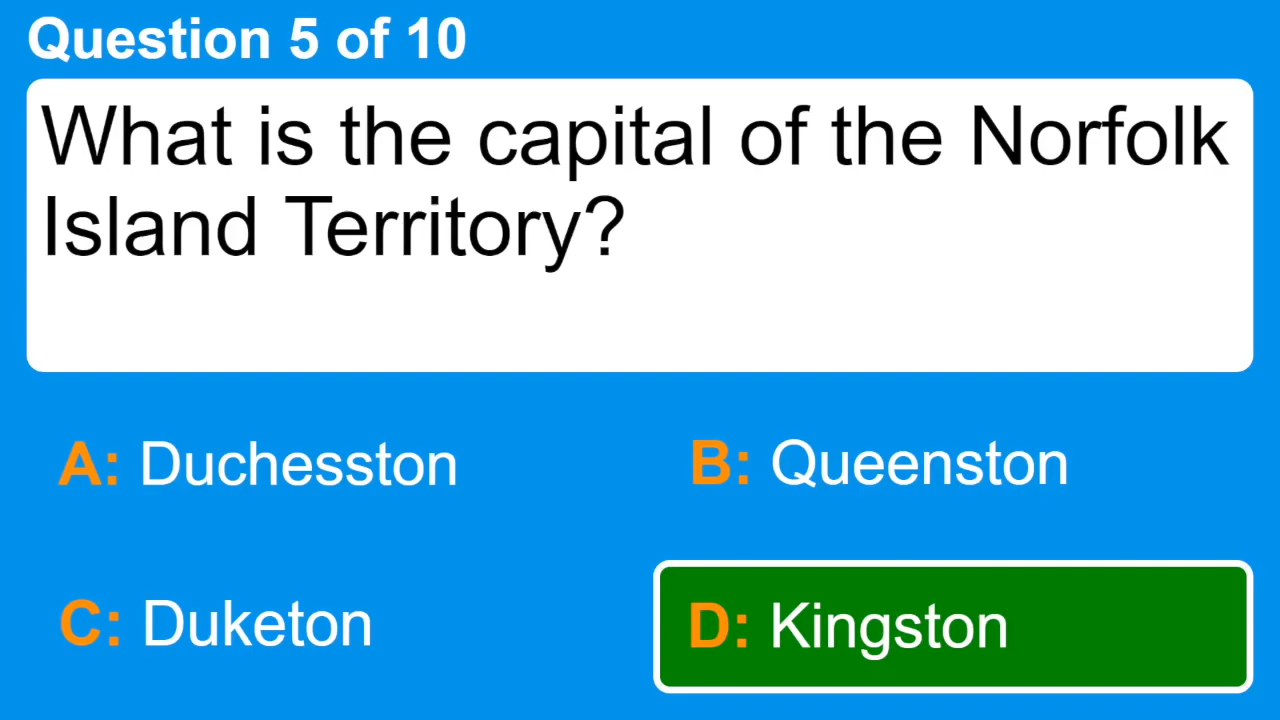 Question 5 of 10
What is the capital of the Norfolk
Island Territory?
A: Duchesston
B: Queenston
C: Duketon
D: Kingston